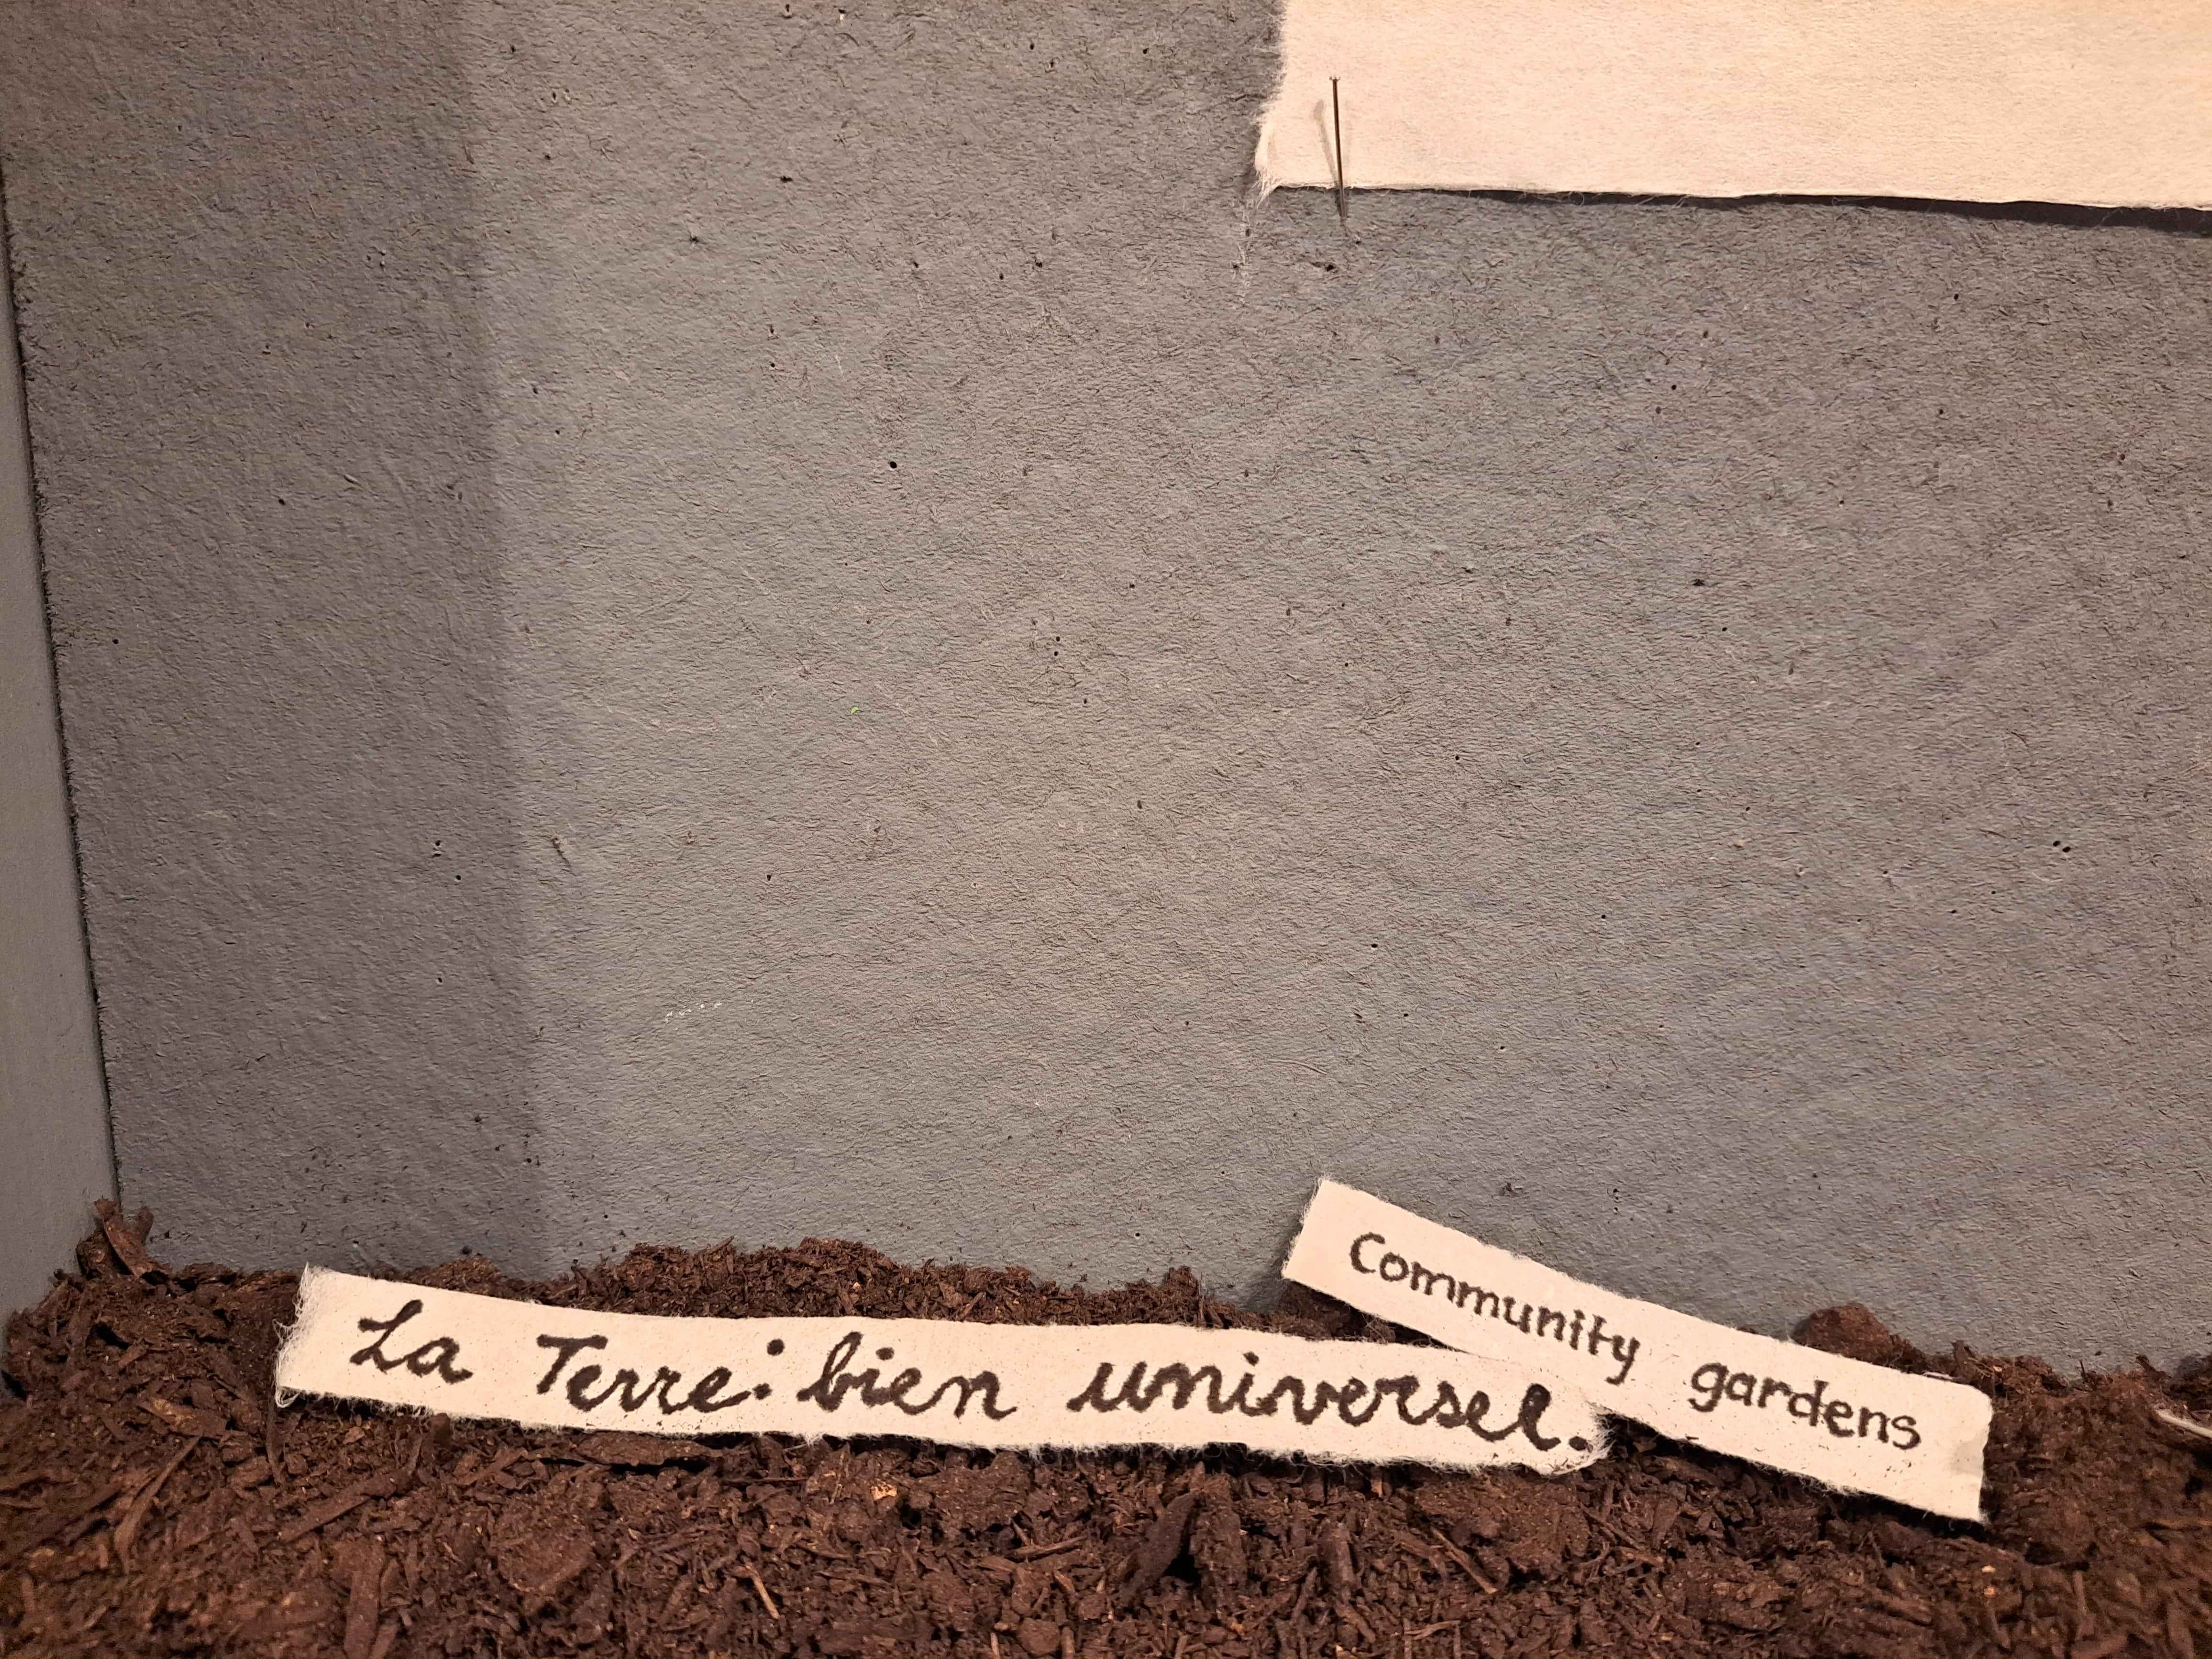 La Terre: bien universel.
Community gardens